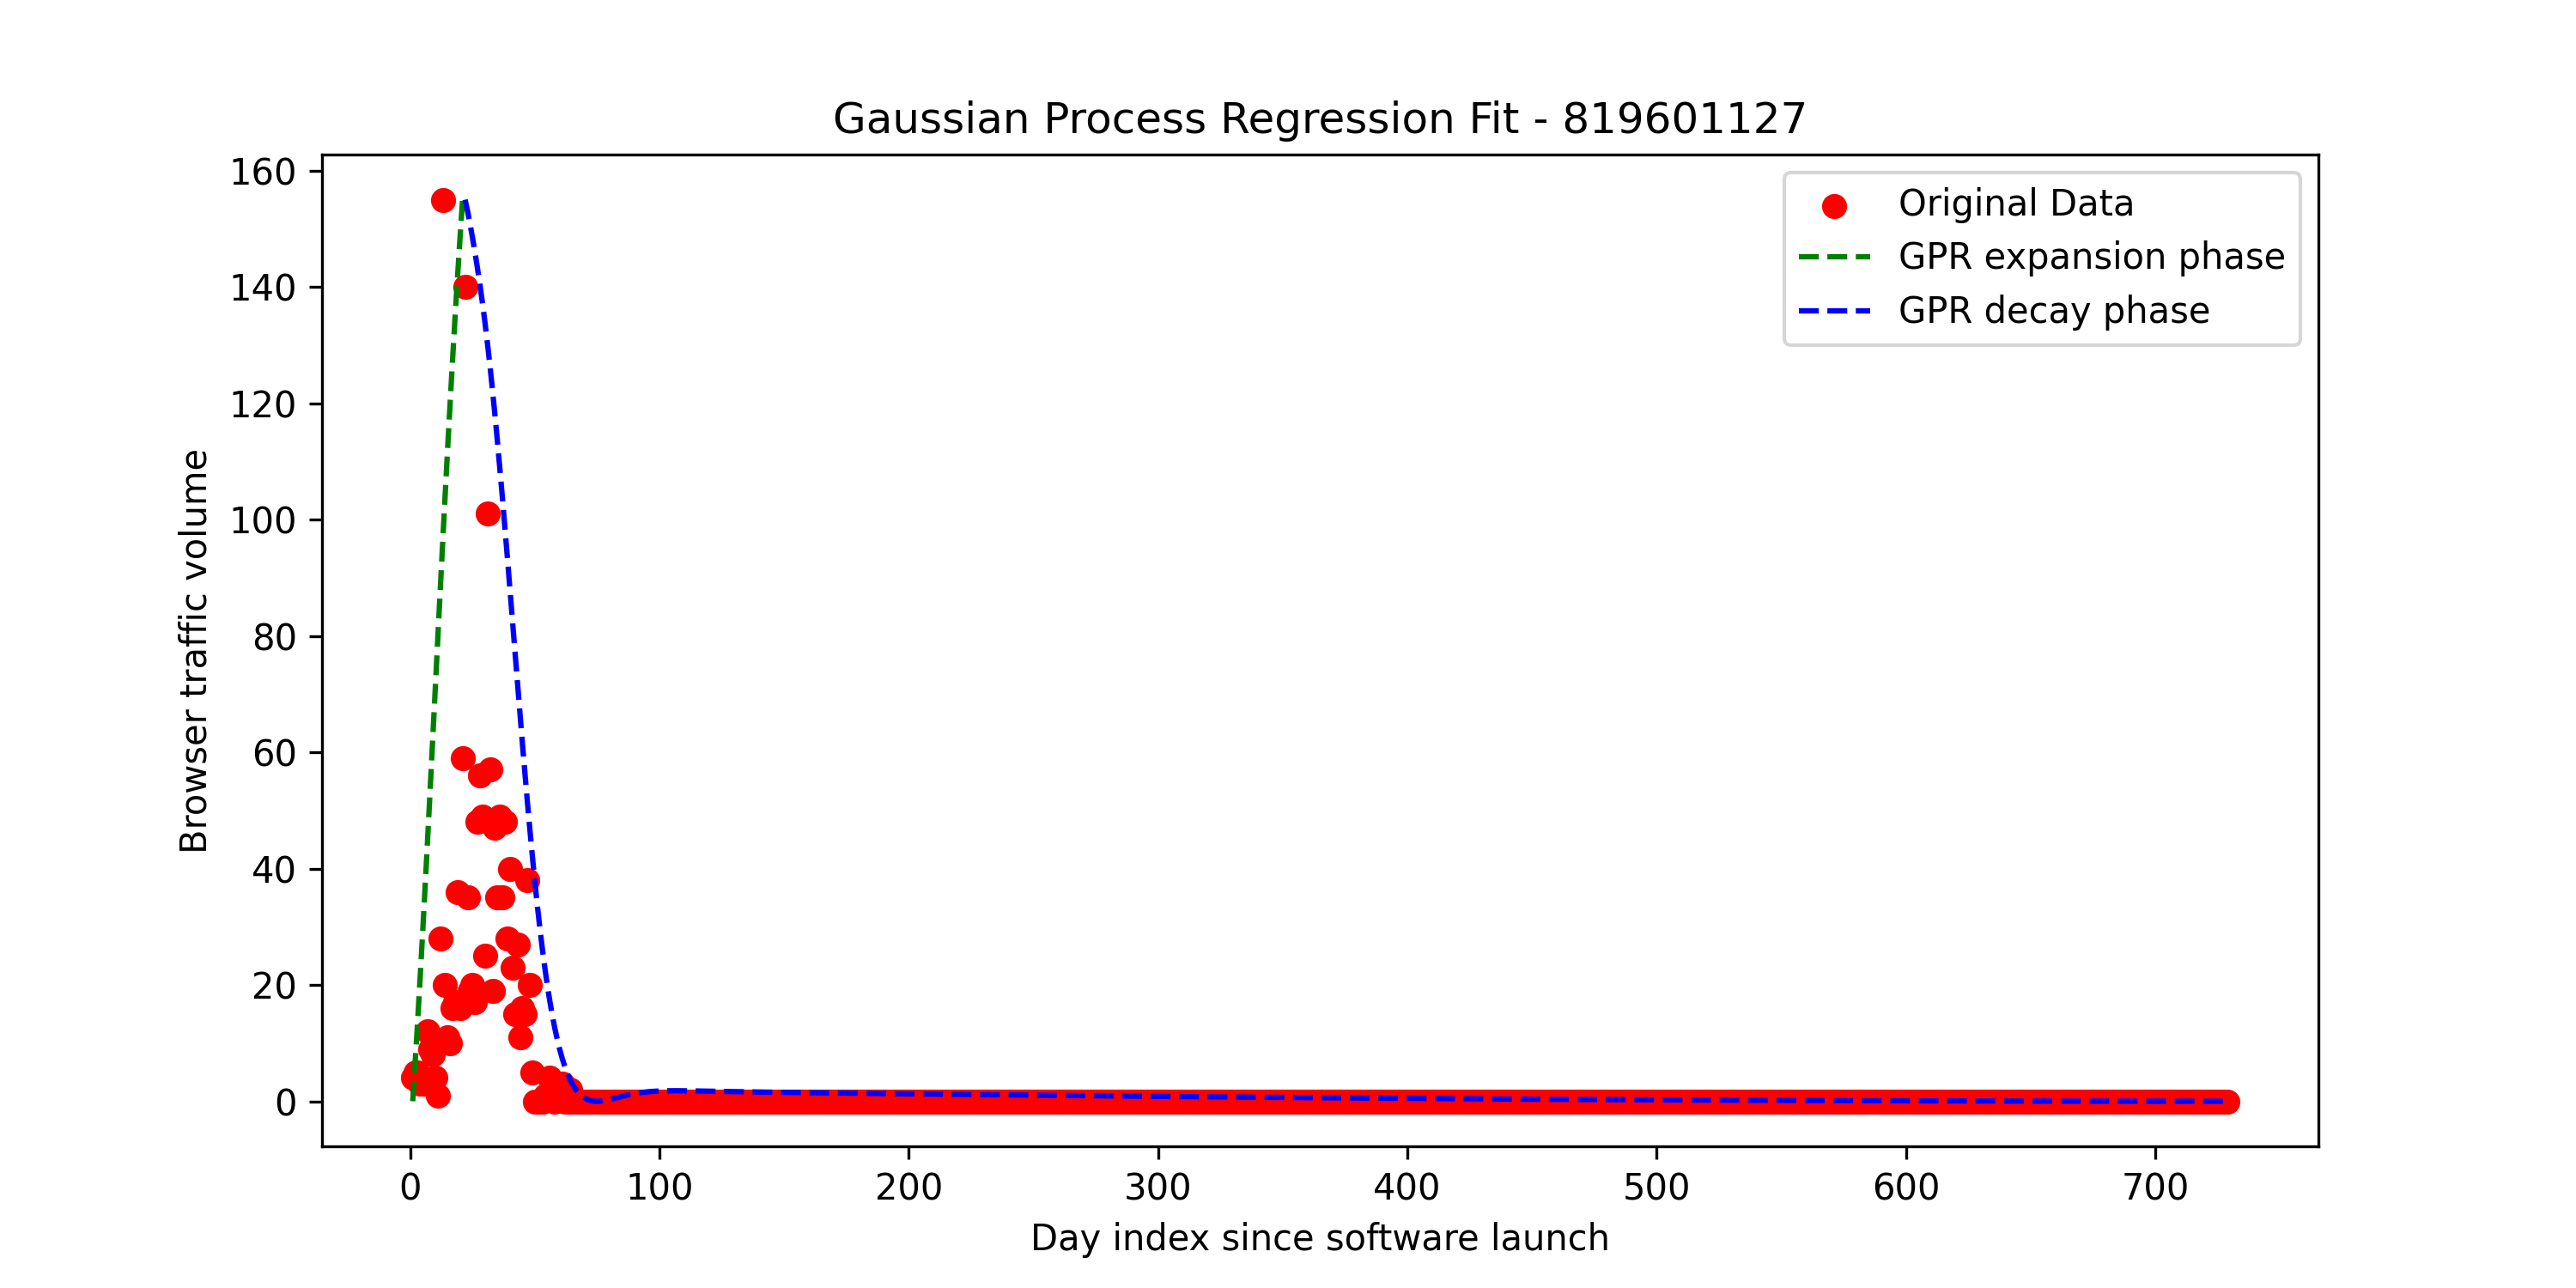 Gaussian Process Regression Fit - 819601127
160
140
120
100
80
60
40
20
0
Browser traffic volume
Original Data
GPR expansion phase
GPR decay phase
0 100 200 300 400 500 600 700
Day index since software launch